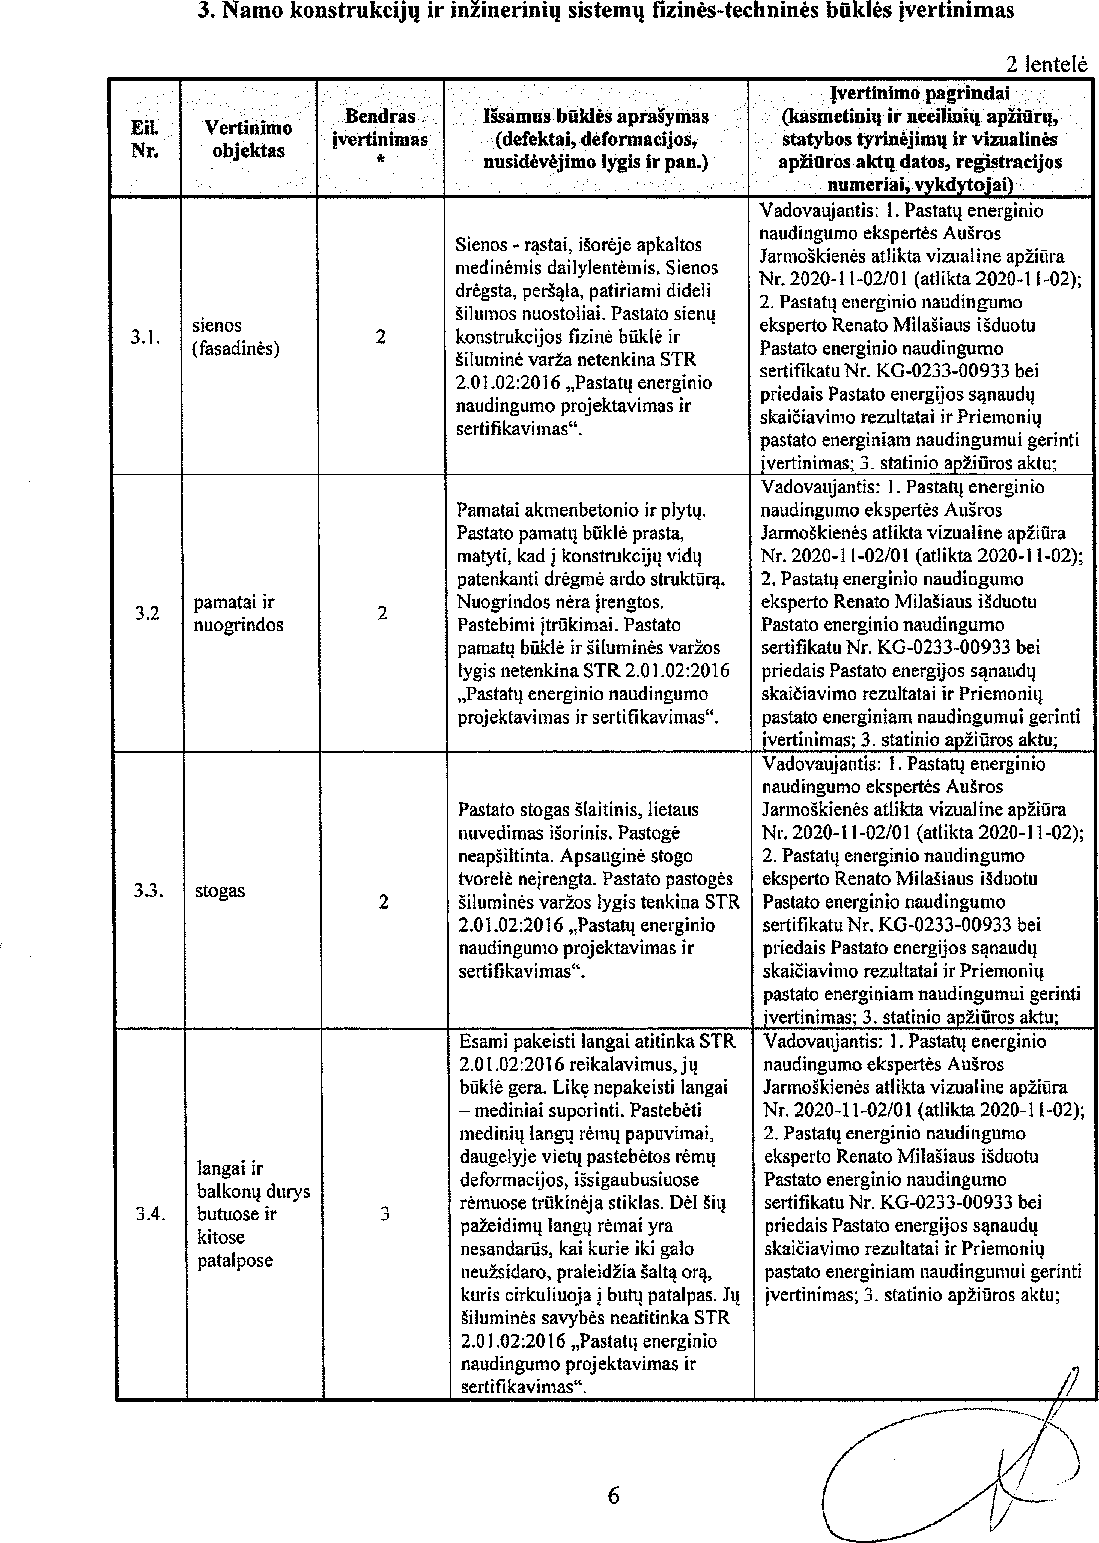 3. Namo konstrukcijų ir inžinerinių sistemų fizinės-techninės būklės įvertinimas
2 lentelė
Eil.
Nr.
Vertinimo
objektas
Bendras
įvertinimas
*
Išsamus būklės aprašymas
(defektai, deformacijos,
nusidėvėjimo lygis ir pan.)
Įvertinimo pagrindai
(kasmetinių ir neeilinių apžiūrų,
statybos tyrinėjimų ir vizualinės
apžiūros aktų datos, registracijos
numeriai, vykdytojai)
3.1.
sienos
(fasadinės)
2
Sienos - rąstai, išorėje apkaltos
medinėmis dailylentėmis. Sienos
drėgsta, peršąla, patiriami dideli
šilumos nuostoliai. Pastato sienų
konstrukcijos fizinė būklė ir
šiluminė varža netenkina STR
2.01.02:2016 „Pastatų energinio
naudingumo projektavimas ir
sertifikavimas“.
Vadovaujantis: 1. Pastatų energinio
naudingumo ekspertės Aušros
Jarmoškienės atlikta vizualine apžiūra
Nr. 2020-11-02/01 (atlikta 2020-11-02);
2. Pastatų energinio naudingumo
eksperto Renato Milašiaus išduotu
Pastato energinio naudingumo
sertifikatu Nr. KG-0233-00933 bei
priedais Pastato energijos sąnaudų
skaičiavimo rezultatai ir Priemonių
pastato energiniam naudingumui gerinti
įvertinimas; 3. statinio apžiūros aktu;
3.2
pamatai ir
nuogrindos
2
Pamatai akmenbetonio ir plytų.
Pastato pamatų būklė prasta,
matyti, kad į konstrukcijų vidų
patenkanti drėgmė ardo struktūrą.
Nuogrindos nėra įrengtos.
Pastebimi įtrūkimai. Pastato
pamatų būklė ir šiluminės varžos
lygis netenkina STR 2.01.02:2016
„Pastatų energinio naudingumo
projektavimas ir sertifikavimas“.
Vadovaujantis: 1. Pastatų energinio
naudingumo ekspertės Aušros
Jarmoškienės atlikta vizualine apžiūra
Nr. 2020-11-02/01 (atlikta 2020-11-02);
2. Pastatų energinio naudingumo
eksperto Renato Milašiaus išduotu
Pastato energinio naudingumo
sertifikatu Nr. KG-0233-00933 bei
priedais Pastato energijos sąnaudų
skaičiavimo rezultatai ir Priemonių
pastato energiniam naudingumui gerinti
įvertinimas; 3. statinio apžiūros aktu;
3.3.
stogas
2
Pastato stogas šlaitinis, lietaus
nuvedimas išorinis. Pastogė
neapšiltinta. Apsauginė stogo
tvorelė neįrengta. Pastato pastogės
šiluminės varžos lygis tenkina STR
2.01.02:2016 „Pastatų energinio
naudingumo projektavimas ir
sertifikavimas“.
Vadovaujantis: 1. Pastatų energinio
naudingumo ekspertės Aušros
Jarmoškienės atlikta vizualine apžiūra
Nr. 2020-11-02/01 (atlikta 2020-11-02);
2. Pastatų energinio naudingumo
eksperto Renato Milašiaus išduotu
Pastato energinio naudingumo
sertifikatu Nr. KG-0233-00933 bei
priedais Pastato energijos sąnaudų
skaičiavimo rezultatai ir Priemonių
pastato energiniam naudingumui gerinti
įvertinimas; 3. statinio apžiūros aktu;
3.4.
langai ir
balkonų durys
butuose ir
kitose
patalpose
3
Esami pakeisti langai atitinka STR
2.01.02:2016 reikalavimus, jų
būklė gera. Likę nepakeisti langai
– mediniai suporinti. Pastebėti
medinių langų rėmų papuvimai,
daugelyje vietų pastebėtos rėmų
deformacijos, išsigaubusiuose
rėmuose trūkinėja stiklas. Dėl šių
pažeidimų langų rėmai yra
nesandarūs, kai kurie iki galo
neužsidaro, praleidžia šaltą orą,
kuris cirkuliuoja į butų patalpas. Jų
šiluminės savybės neatitinka STR
2.01.02:2016 „Pastatų energinio
naudingumo projektavimas ir
sertifikavimas“.
Vadovaujantis: 1. Pastatų energinio
naudingumo ekspertės Aušros
Jarmoškienės atlikta vizualine apžiūra
Nr. 2020-11-02/01 (atlikta 2020-11-02);
2. Pastatų energinio naudingumo
eksperto Renato Milašiaus išduotu
Pastato energinio naudingumo
sertifikatu Nr. KG-0233-00933 bei
priedais Pastato energijos sąnaudų
skaičiavimo rezultatai ir Priemonių
pastato energiniam naudingumui gerinti
įvertinimas; 3. statinio apžiūros aktu;
6